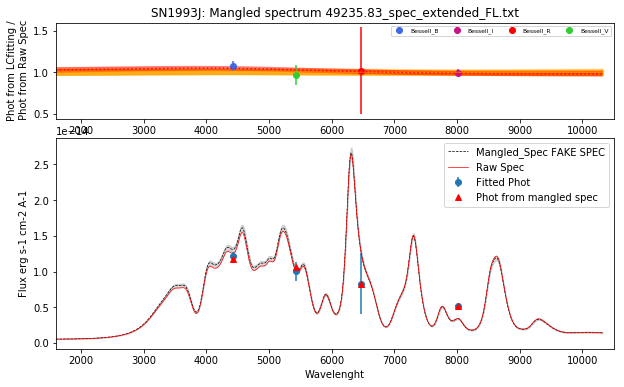 SN1993J: Mangled spectrum 49235.83_spec_extended_FL.txt
Phot from LCfitting /
Phot from Raw Spec
1.5
1.0
0.5
Bessell_B
Bessell_I
Bessell_R
Bessell_V
2000 3000 4000 5000 6000 7000 8000 9000 10000
1e−14
Flux erg s-1 cm-2 A-1
2.5
2.0
1.5
1.0
0.5
0.0
Mangled_Spec FAKE SPEC
Raw Spec
Fitted Phot
Phot from mangled spec
2000 3000 4000 5000 6000 7000 8000 9000 10000
Wavelenght